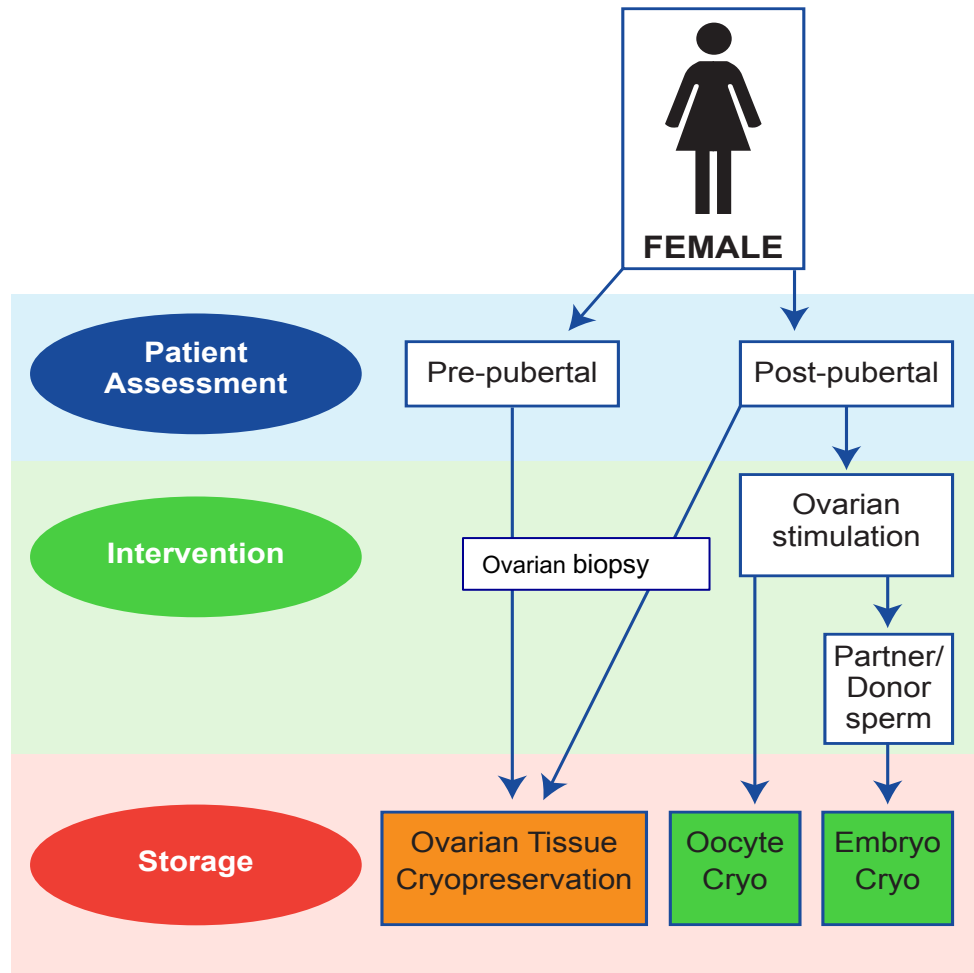 FEMALE
Patient
Assessment
Pre-pubertal
Post-pubertal
Intervention
Ovarian
stimulation
Ovarian biopsy
Partner/
Donor
sperm
Storage
Ovarian Tissue
Cryopreservation
Oocyte
Cryo
Embryo
Cryo